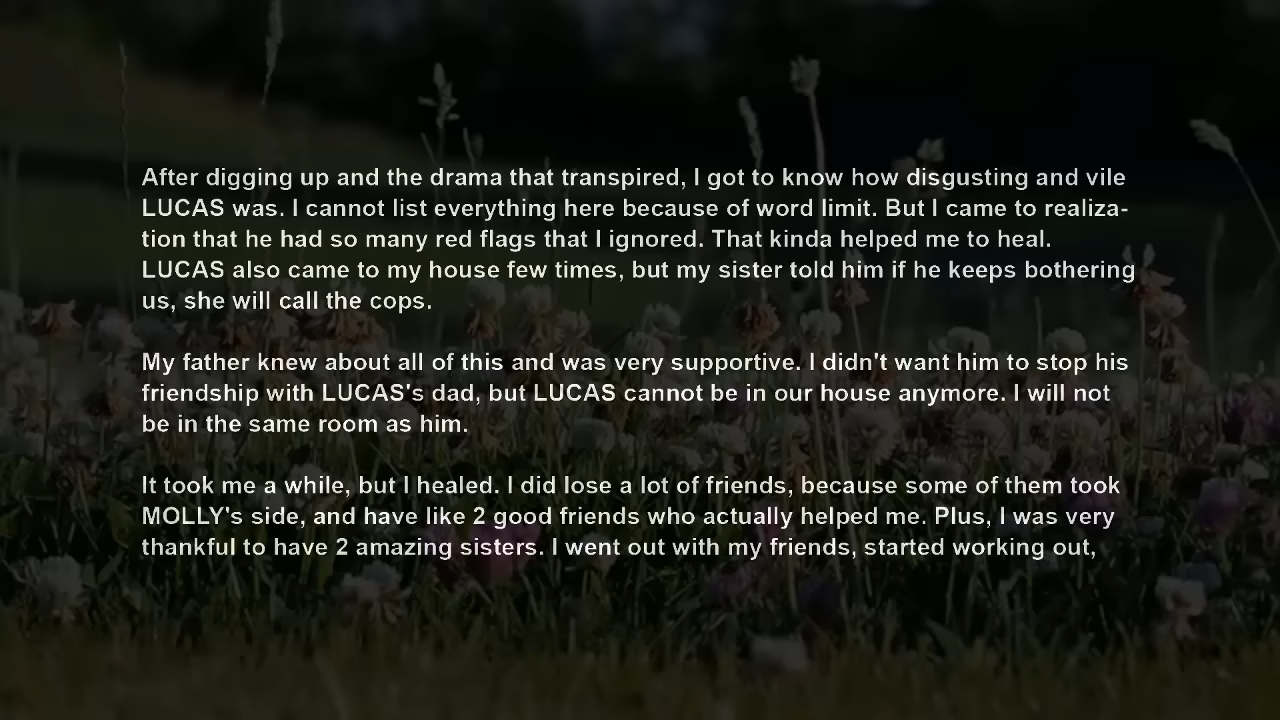 After digging up and the drama that transpired, I got to know how disgusting and vile
LUCAS was. I cannot list everything here because of word limit. But I came to realiza-
tion that he had so many red flags that I ignored. That kinda helped me to heal.
LUCAS also came to my house few times, but my sister told him if he keeps bothering
us, she will call the cops.
My father knew about all of this and was very supportive. I didn't want him to stop his
friendship with LUCAS's dad, but LUCAS cannot be in our house anymore. I will not
be in the same room as him.
It took me a while, but I healed. I did lose a lot of friends, because some of them took
MOLLY's side, and have like 2 good friends who actually helped me. Plus, I was very
thankful to have 2 amazing sisters. I went out with my friends, started working out,